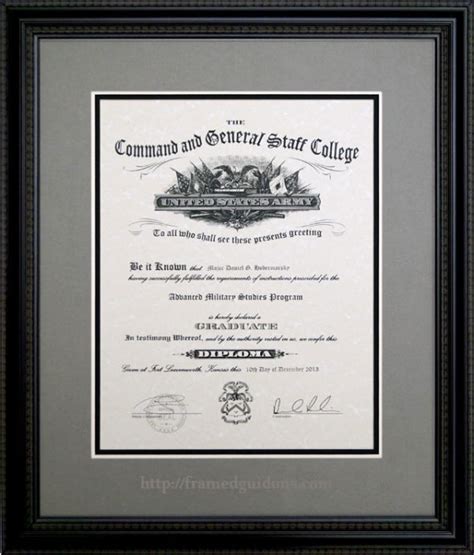 THE
Command and General Staff College
UNITED STATES ARMY
To all who shall see these presents greeting
Be it Known that Major Daniel G.
having successfully fulfilled the requirements of instructions prescribed for the
Advanced Military Studies Program
is hereby declared a
GRADUATE
In testimony Whereof, and by the authority vested in us, we confer this
DIPLOMA
Given at Fort Leavenworth, Kansas this 10th Day of December 2013
http://framedguidons.com